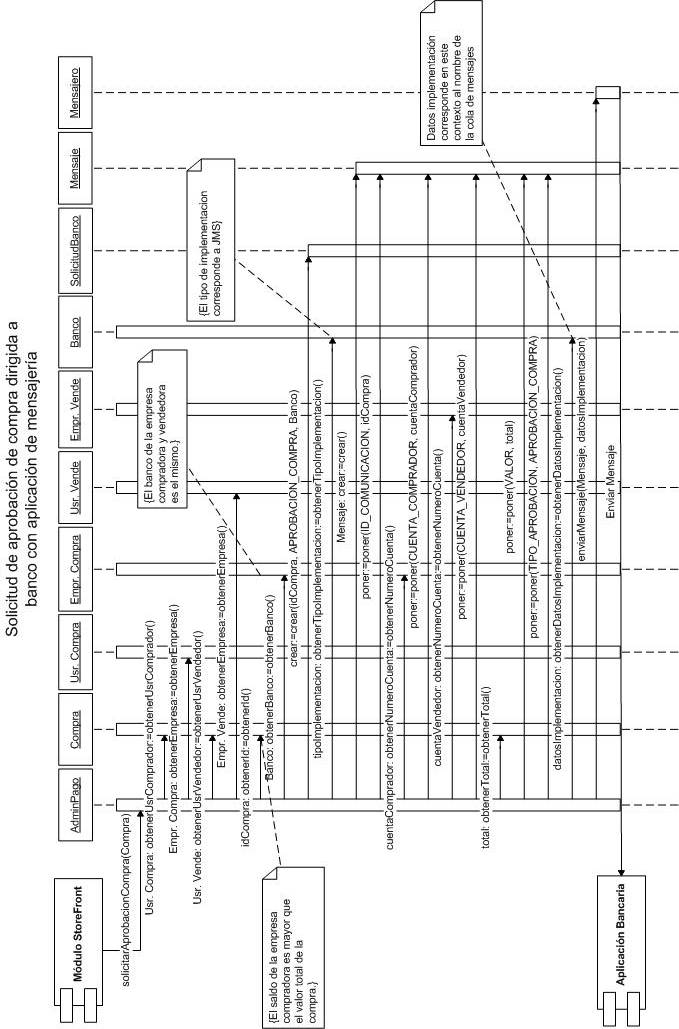 Solicitud de aprobación de compra dirigida a
banco con aplicación de mensajería
Módulo StoreFront
AdminPago
Compra
Usr. Compra
Empr. Compra
Usr. Vende
Empr. Vende
Banco
SolicitudBanco
Mensaje
Mensajero
solicitarAprobacionCompra(Compra)
Usr. Compra: obtenerUsrComprador:=obtenerUsrComprador()
Empr. Compra: obtenerEmpresa:=obtenerEmpresa()
Usr. Vende: obtenerUsrVendedor:=obtenerUsrVendedor()
Empr. Vende: obtenerEmpresa:=obtenerEmpresa()
idCompra: obtenerId:=obtenerId()
Banco: obtenerBanco:=obtenerBanco()
crear:=crear(idCompra, APROBACION_COMPRA, Banco)
tipoImplementacion: obtenerTipoImplementacion:=obtenerTipoImplementacion()
Mensaje: crear:=crear()
poner:=poner(ID_COMUNICACION, idCompra)
cuentaComprador: obtenerNumeroCuenta:=obtenerNumeroCuenta()
poner:=poner(CUENTA_COMPRADOR, cuentaComprador)
cuentaVendedor: obtenerNumeroCuenta:=obtenerNumeroCuenta()
poner:=poner(CUENTA_VENDEDOR, cuentaVendedor)
total: obtenerTotal:=obtenerTotal()
poner:=poner(VALOR, total)
poner:=poner(TIPO_APROBACION, APROBACION_COMPRA)
datosImplementacion: obtenerDatosImplementacion:=obtenerDatosImplementacion()
enviarMensaje(Mensaje, datosImplementacion)
Enviar Mensaje
{El saldo de la empresa
compradora es mayor que
el valor total de la
compra.}
{El banco de la empresa
compradora y vendedora
es el mismo.}
{El tipo de implementacion
corresponde a JMS}
Datos implementación
corresponde en este
contexto al nombre de
la cola de mensajes
Aplicación Bancaria